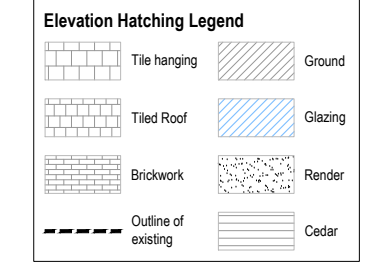 Elevation Hatching Legend
Tile hanging
Ground
Tiled Roof
Glazing
Brickwork
Render
Outline of
existing
Cedar